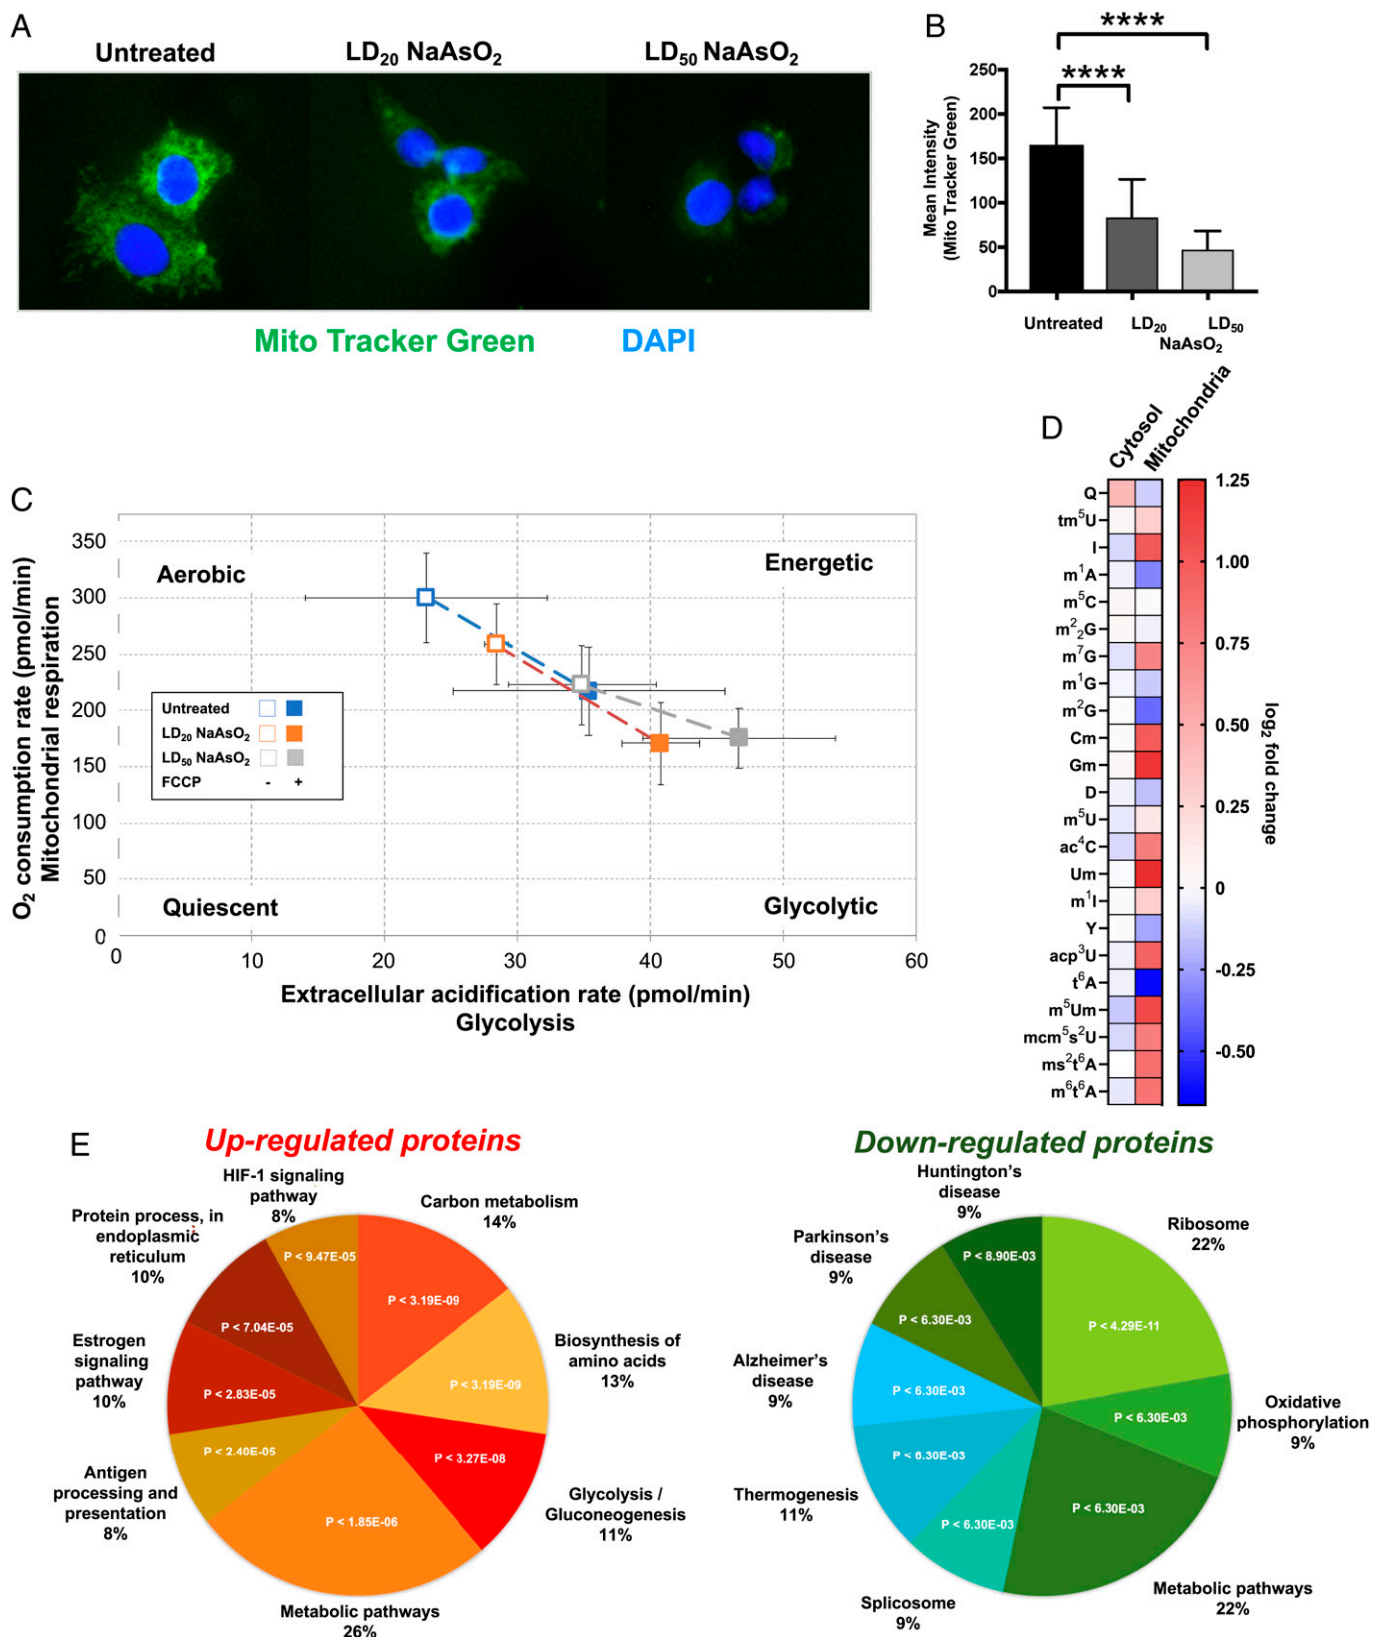 A
Untreated
LD20 NaAsO2
LD50 NaAsO2
Mito Tracker Green
DAPI
B
****
****
Mean Intensity
(Mito Tracker Green)
250
200
150
100
50
0
Untreated
LD20
LD50
NaAsO2
C
O2 consumption rate (pmol/min)
Mitochondrial respiration
350
300
250
200
150
100
50
0
Aerobic
Energetic
Untreated
LD20 NaAsO2
LD50 NaAsO2
FCCP
-
+
Quiescent
Glycolytic
0
10
20
30
40
50
60
Extracellular acidification rate (pmol/min)
Glycolysis
D
Cytosol
Mitochondria
Q
tm5U
I
m1A
m5C
m22G
m7G
m1G
m2G
Cm
Gm
D
m5U
ac4C
Um
m1I
Y
acp3U
t6A
m5Um
mcm5s2U
ms2t6A
m6t6A
1.25
1.00
0.75
0.50
0.25
0
-0.25
-0.50
log2 fold change
E
Up-regulated proteins
HIF-1 signaling
pathway
8%
Carbon metabolism
14%
Protein process, in
endoplasmic
reticulum
10%
Estrogen
signaling
pathway
10%
Biosynthesis of
amino acids
13%
Antigen
processing and
presentation
8%
Glycolysis /
Gluconeogenesis
11%
Metabolic pathways
26%
P < 9.47E-05
P < 3.19E-09
P < 7.04E-05
P < 3.19E-09
P < 2.83E-05
P < 2.40E-05
P < 3.27E-08
P < 1.85E-06
Down-regulated proteins
Huntington's
disease
9%
Ribosome
22%
Parkinson's
disease
9%
Alzheimer's
disease
9%
Oxidative
phosphorylation
9%
Thermogenesis
11%
Splicosome
9%
Metabolic pathways
22%
P < 8.90E-03
P < 6.30E-03
P < 4.29E-11
P < 6.30E-03
P < 6.30E-03
P < 6.30E-03
P < 6.30E-03
P < 6.30E-03